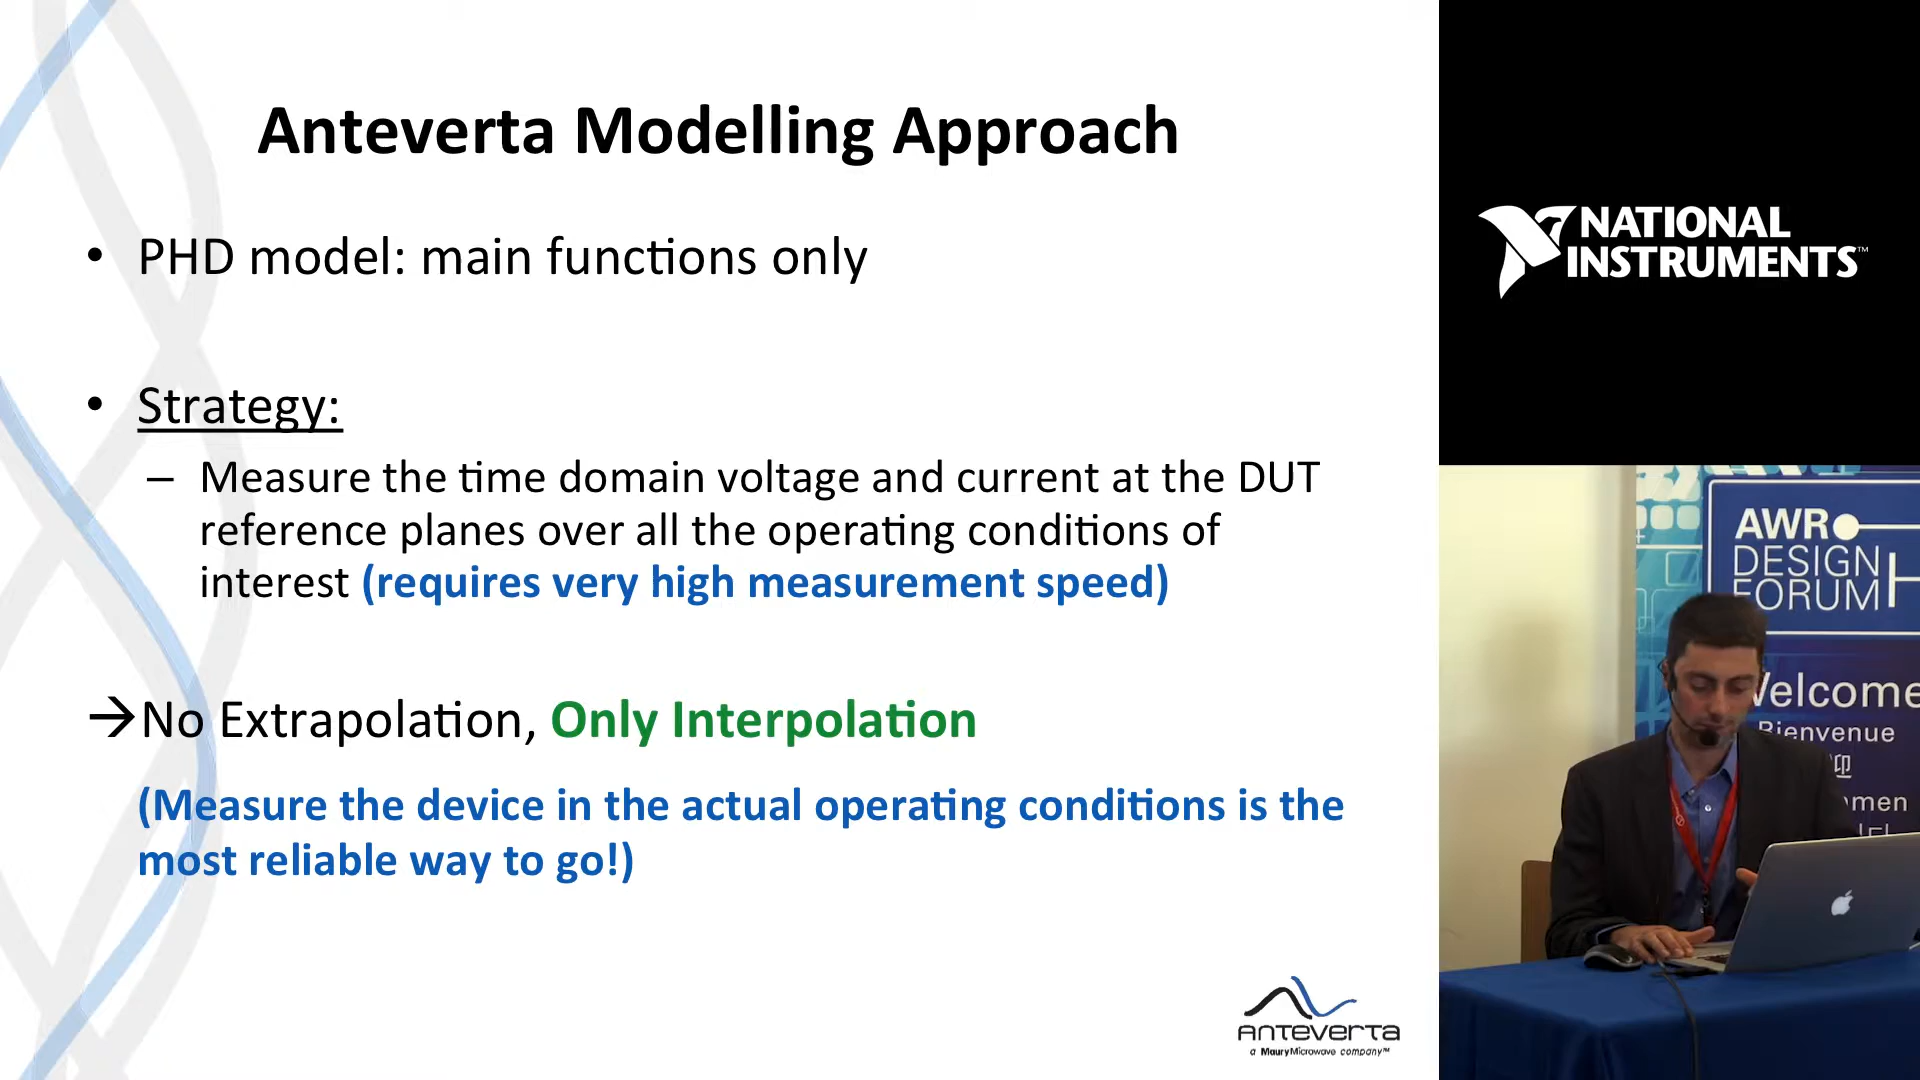 Anteverta Modelling Approach
• PHD model: main functions only
• Strategy:
– Measure the time domain voltage and current at the DUT
reference planes over all the operating conditions of
interest (requires very high measurement speed)
→No Extrapolation, Only Interpolation
(Measure the device in the actual operating conditions is the
most reliable way to go!)
anteverta
a MauryMicrowave company™
NATIONAL
INSTRUMENTS™
AWR
DESIGN
FORUM
Welcome
Bienvenue